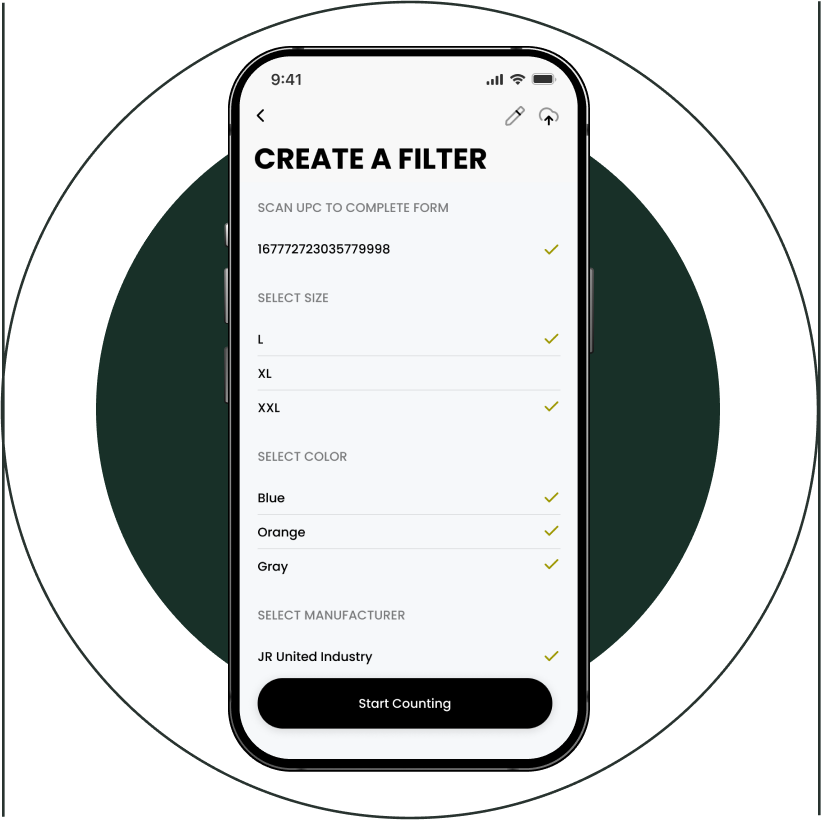 9:41
CREATE A FILTER
SCAN UPC TO COMPLETE FORM
167772723035779998
SELECT SIZE
L
XL
XXL
SELECT COLOR
Blue
Orange
Gray
SELECT MANUFACTURER
JR United Industry
Start Counting